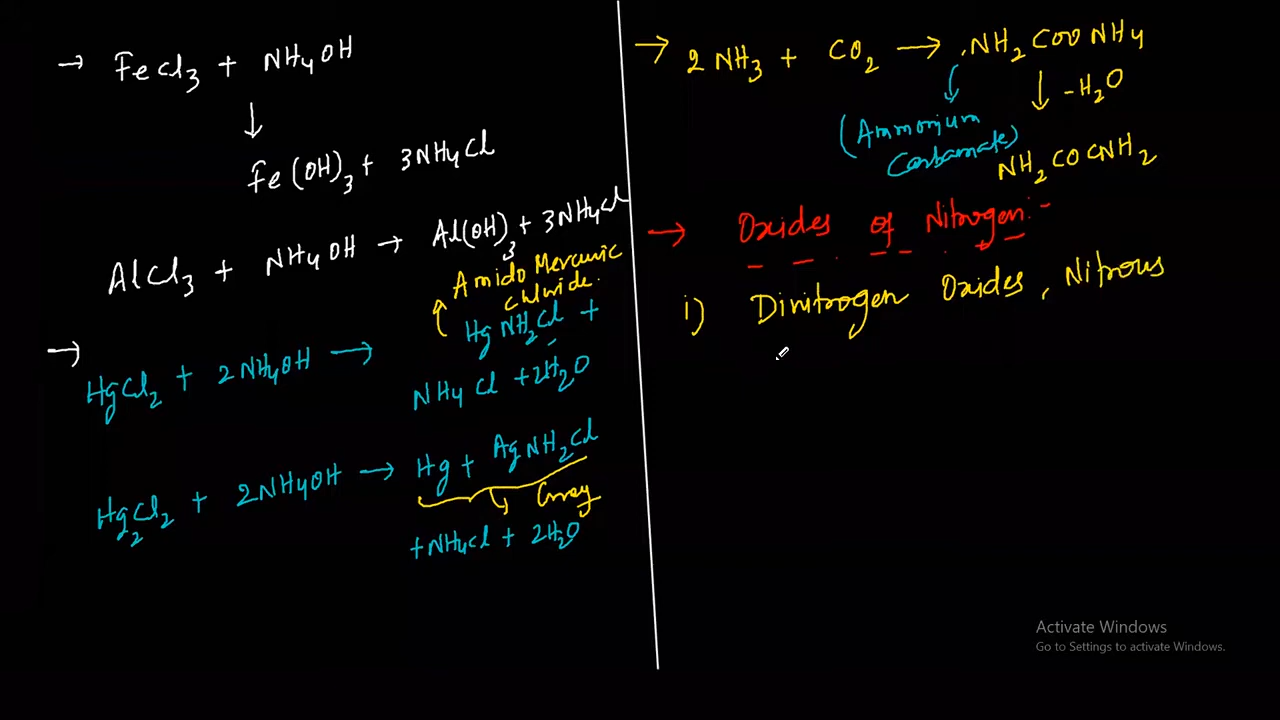 → FeCl3 + NH4OH
↓
Fe(OH)3 + 3NH4Cl
AlCl3 + NH4OH → Al(OH)3 + 3NH4Cl
Amido Mercuric
chloride.
→ HgCl2 + 2NH4OH → HgNH2Cl +
NH4Cl + 2H2O
Hg2Cl2 + 2NH4OH → Hg + AgNH2Cl
Grey
+ NH4Cl + 2H2O
→ 2NH3 + CO2 → NH2COONH4
↓ -H2O
(Ammonium
Carbamate)
NH2COCNH2
→ Oxides of Nitrogen:-
i) Dinitrogen Oxides, Nitrous
Activate Windows
Go to Settings to activate Windows.